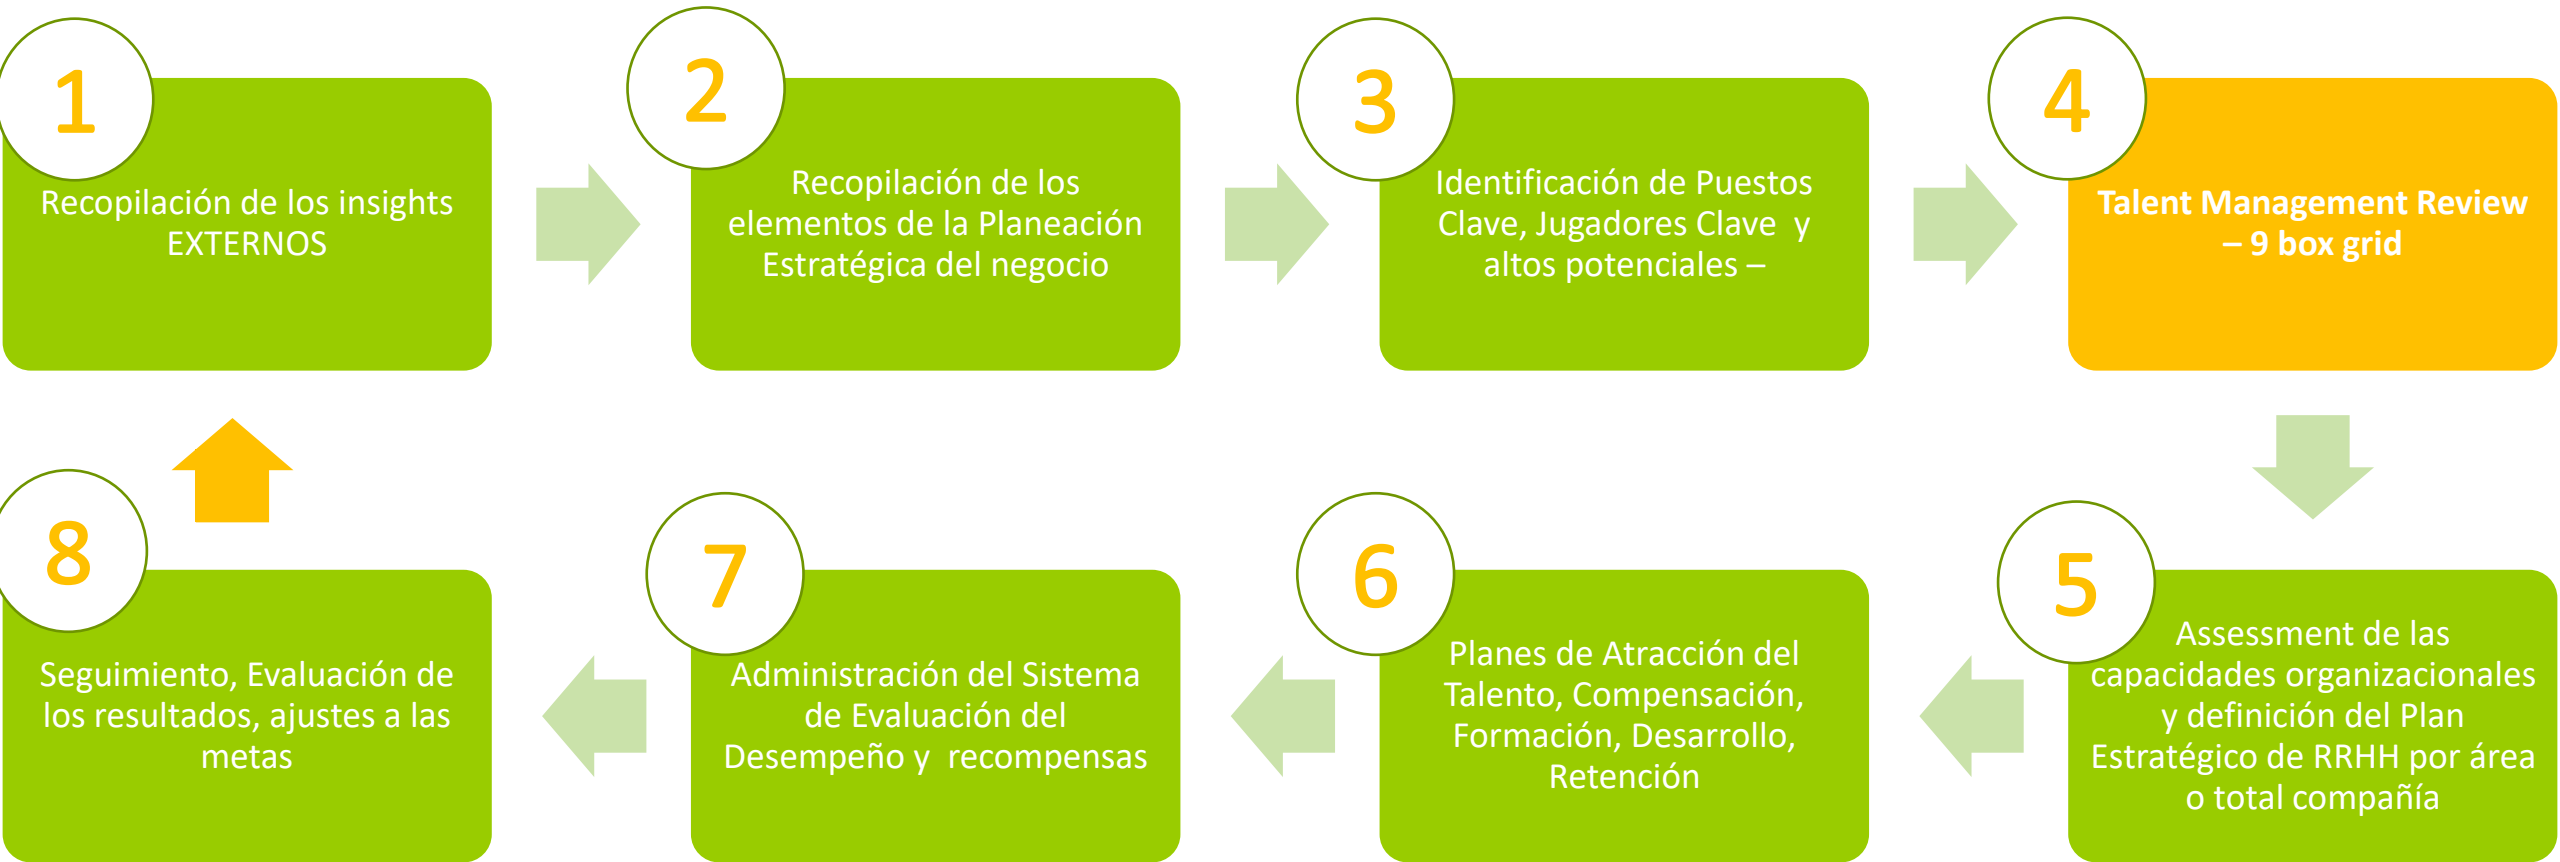 1
Recopilación de los insights
EXTERNOS
2
Recopilación de los
elementos de la Planeación
Estratégica del negocio
3
Identificación de Puestos
Clave, Jugadores Clave  y
altos potenciales –
4
Talent Management Review
– 9 box grid
5
Assessment de las
capacidades organizacionales
y definición del Plan
Estratégico de RRHH por área
o total compañía
6
Planes de Atracción del
Talento, Compensación,
Formación, Desarrollo,
Retención
7
Administración del Sistema
de Evaluación del
Desempeño y  recompensas
8
Seguimiento, Evaluación de
los resultados, ajustes a las
metas